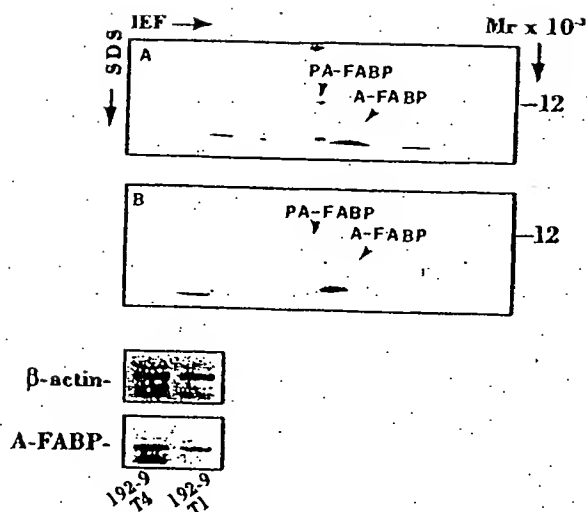 IEF →
Mr x 10⁻³
SDS
A
PA-FABP
A-FABP
-12
B
PA-FABP
A-FABP
-12
β-actin-
A-FABP-
192-9 T4
192-9 T1